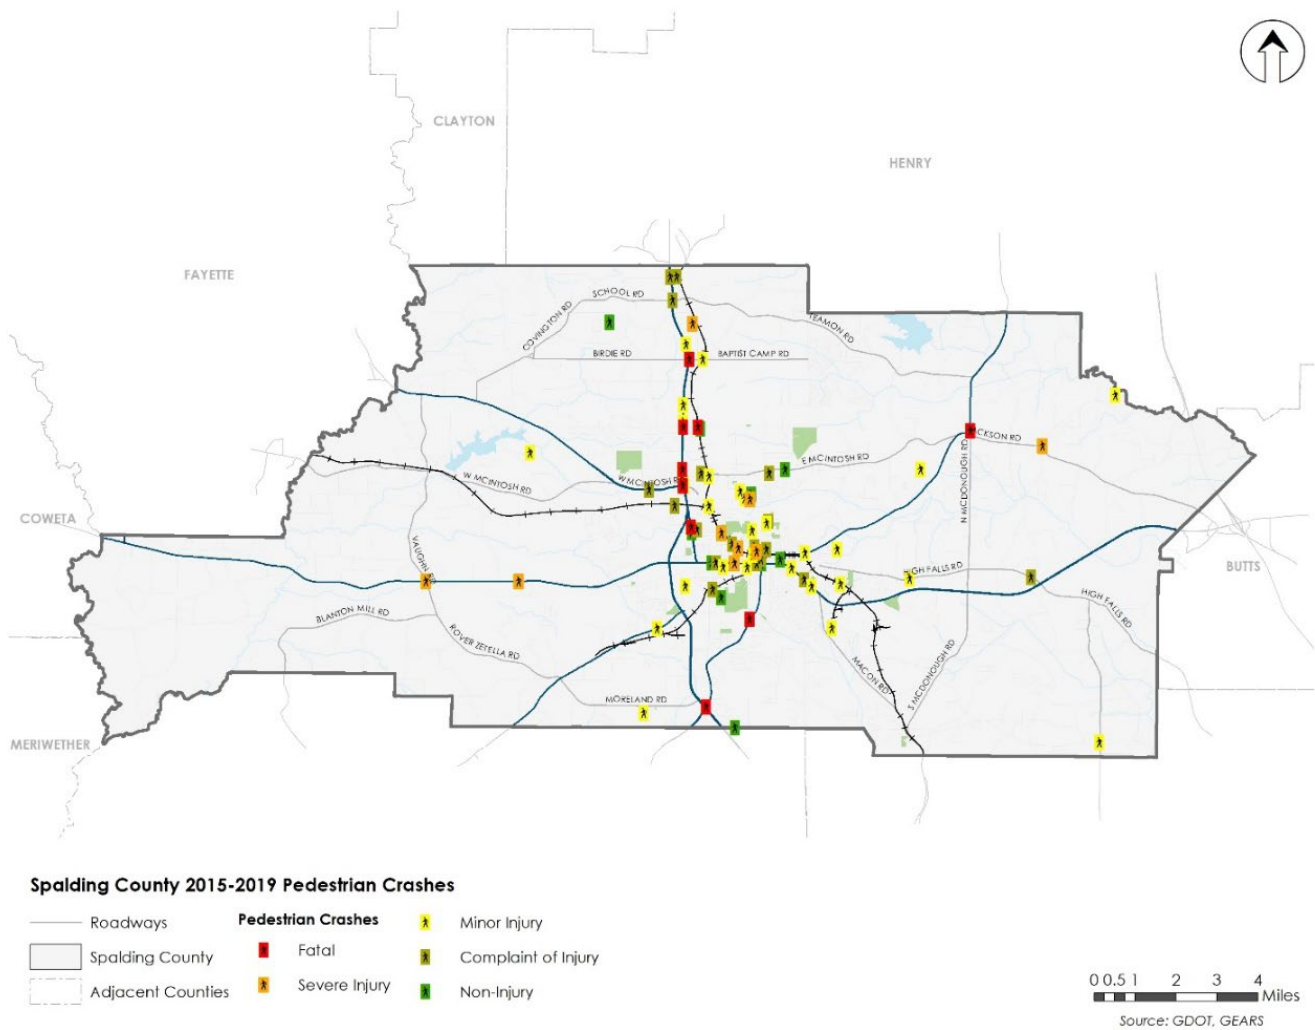 CLAYTON
HENRY
FAYETTE
SCHOOL RD
COVINGTON RD
TEAMON RD
BIRDIE RD
BAPTIST CAMP RD
CKSON RD
E MCINTOSH RD
W MCINTOSH RD
W MCINTOSH R
N MCDONOUGH RD
COWETA
VAUGHN RD
HIGH FALLS RD
BUTTS
HIGH FALLS RD
BLANTON MILL RD
ROVER ZETELLA RD
MACON RD
S MCDONOUGH RD
MORELAND RD
MERIWETHER
Spalding County 2015-2019 Pedestrian Crashes
Roadways
Spalding County
Adjacent Counties
Pedestrian Crashes
Fatal
Severe Injury
Minor Injury
Complaint of Injury
Non-Injury
0 0.5 1 2 3 4
Miles
Source: GDOT, GEARS